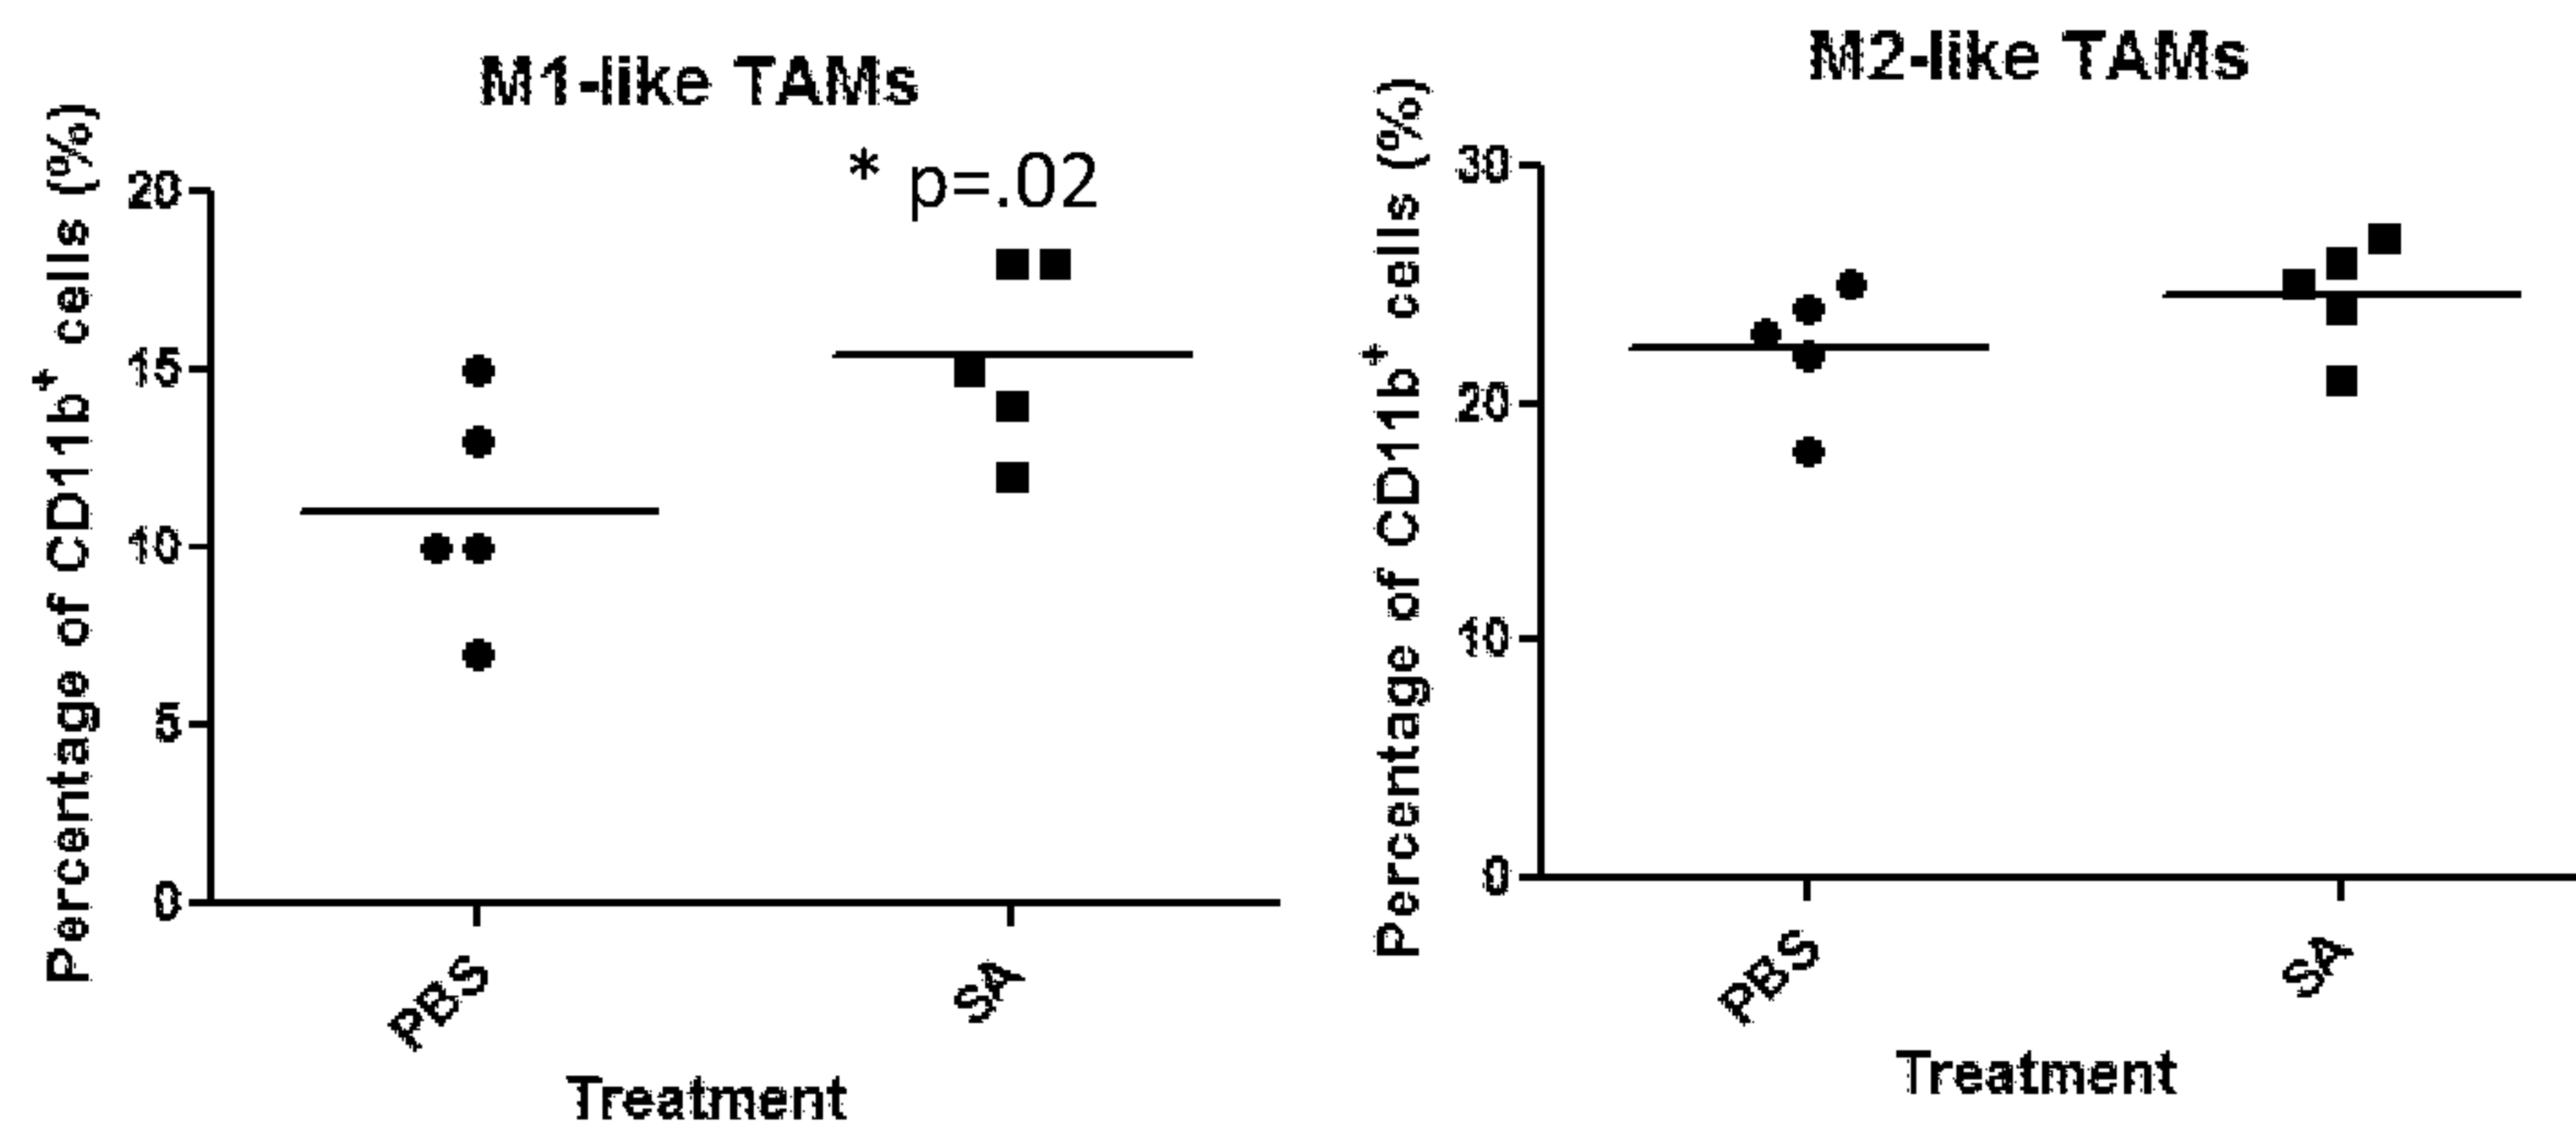 M1-like TAMs
* p=.02
Percentage of CD11b⁺ cells (%)
20
15
10
5
0
PBS
SA
Treatment
M2-like TAMs
Percentage of CD11b⁺ cells (%)
30
20
10
0
PBS
SA
Treatment